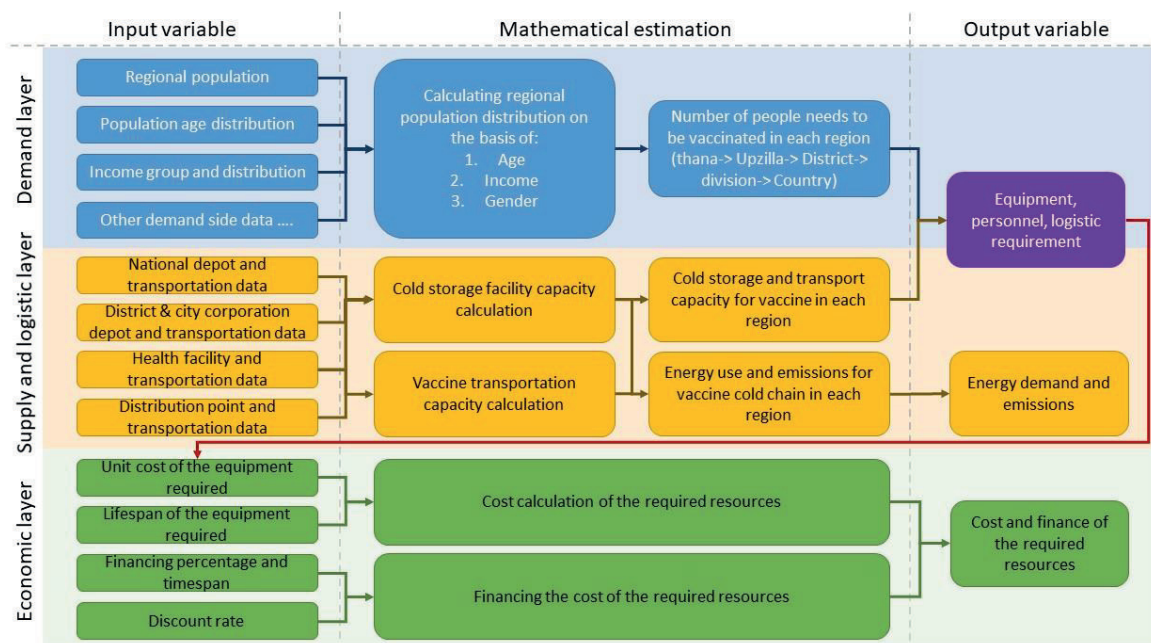 Input variable
Mathematical estimation
Output variable
Demand layer
Regional population
Population age distribution
Income group and distribution
Other demand side data ....
Calculating regional
population distribution on
the basis of:
1. Age
2. Income
3. Gender
Number of people needs to
be vaccinated in each region
(thana-> Upzilla-> District->
division-> Country)
Equipment,
personnel, logistic
requirement
Supply and logistic layer
National depot and
transportation data
District & city corporation
depot and transportation data
Health facility and
transportation data
Distribution point and
transportation data
Cold storage facility capacity
calculation
Vaccine transportation
capacity calculation
Cold storage and transport
capacity for vaccine in each
region
Energy use and emissions for
vaccine cold chain in each
region
Energy demand and
emissions
Economic layer
Unit cost of the equipment
required
Lifespan of the equipment
required
Financing percentage and
timespan
Discount rate
Cost calculation of the required resources
Financing the cost of the required resources
Cost and finance of
the required
resources